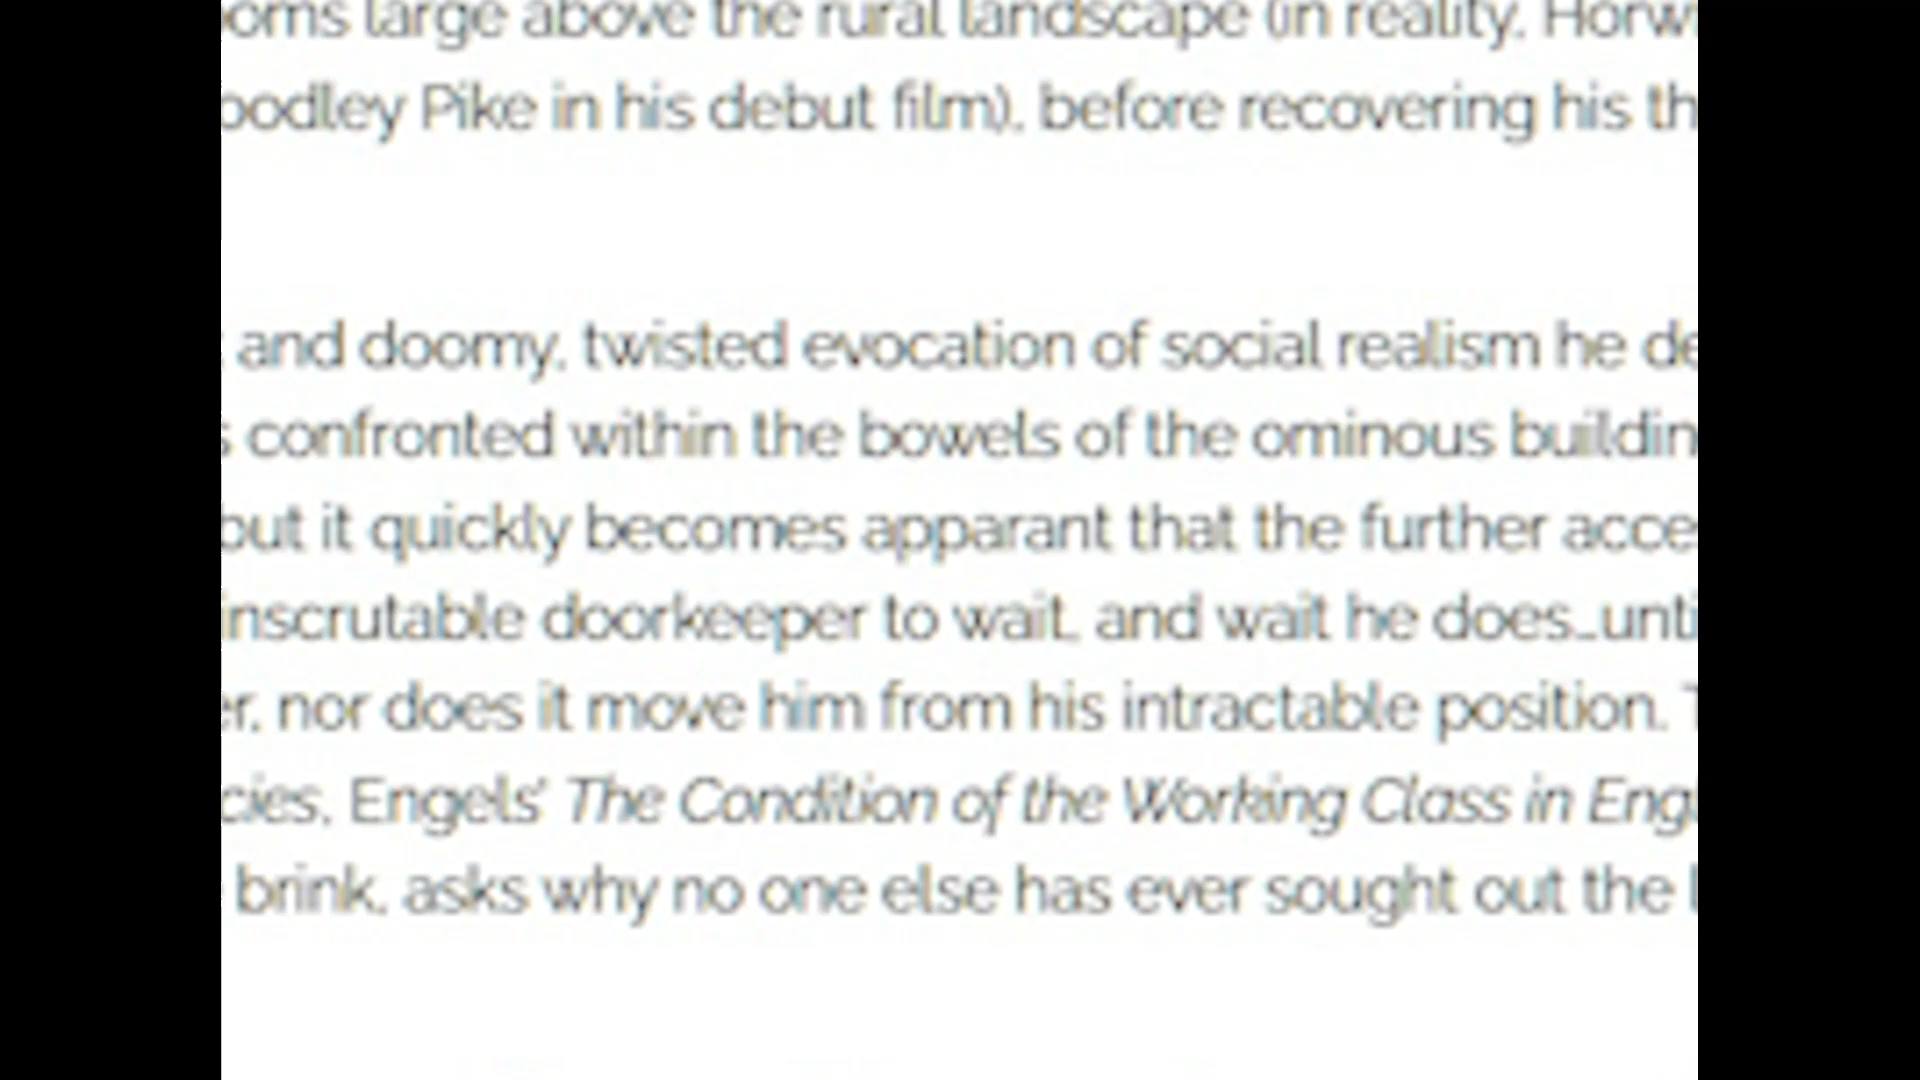 ooms large above the rural landscape (in reality, Horw
oodley Pike in his debut film), before recovering his th
and doomy, twisted evocation of social realism he de
s confronted within the bowels of the ominous buildin
but it quickly becomes apparant that the further acce
inscrutable doorkeeper to wait, and wait he does...unti
er, nor does it move him from his intractable position. T
cies, Engels' The Condition of the Working Class in Eng
brink, asks why no one else has ever sought out the l